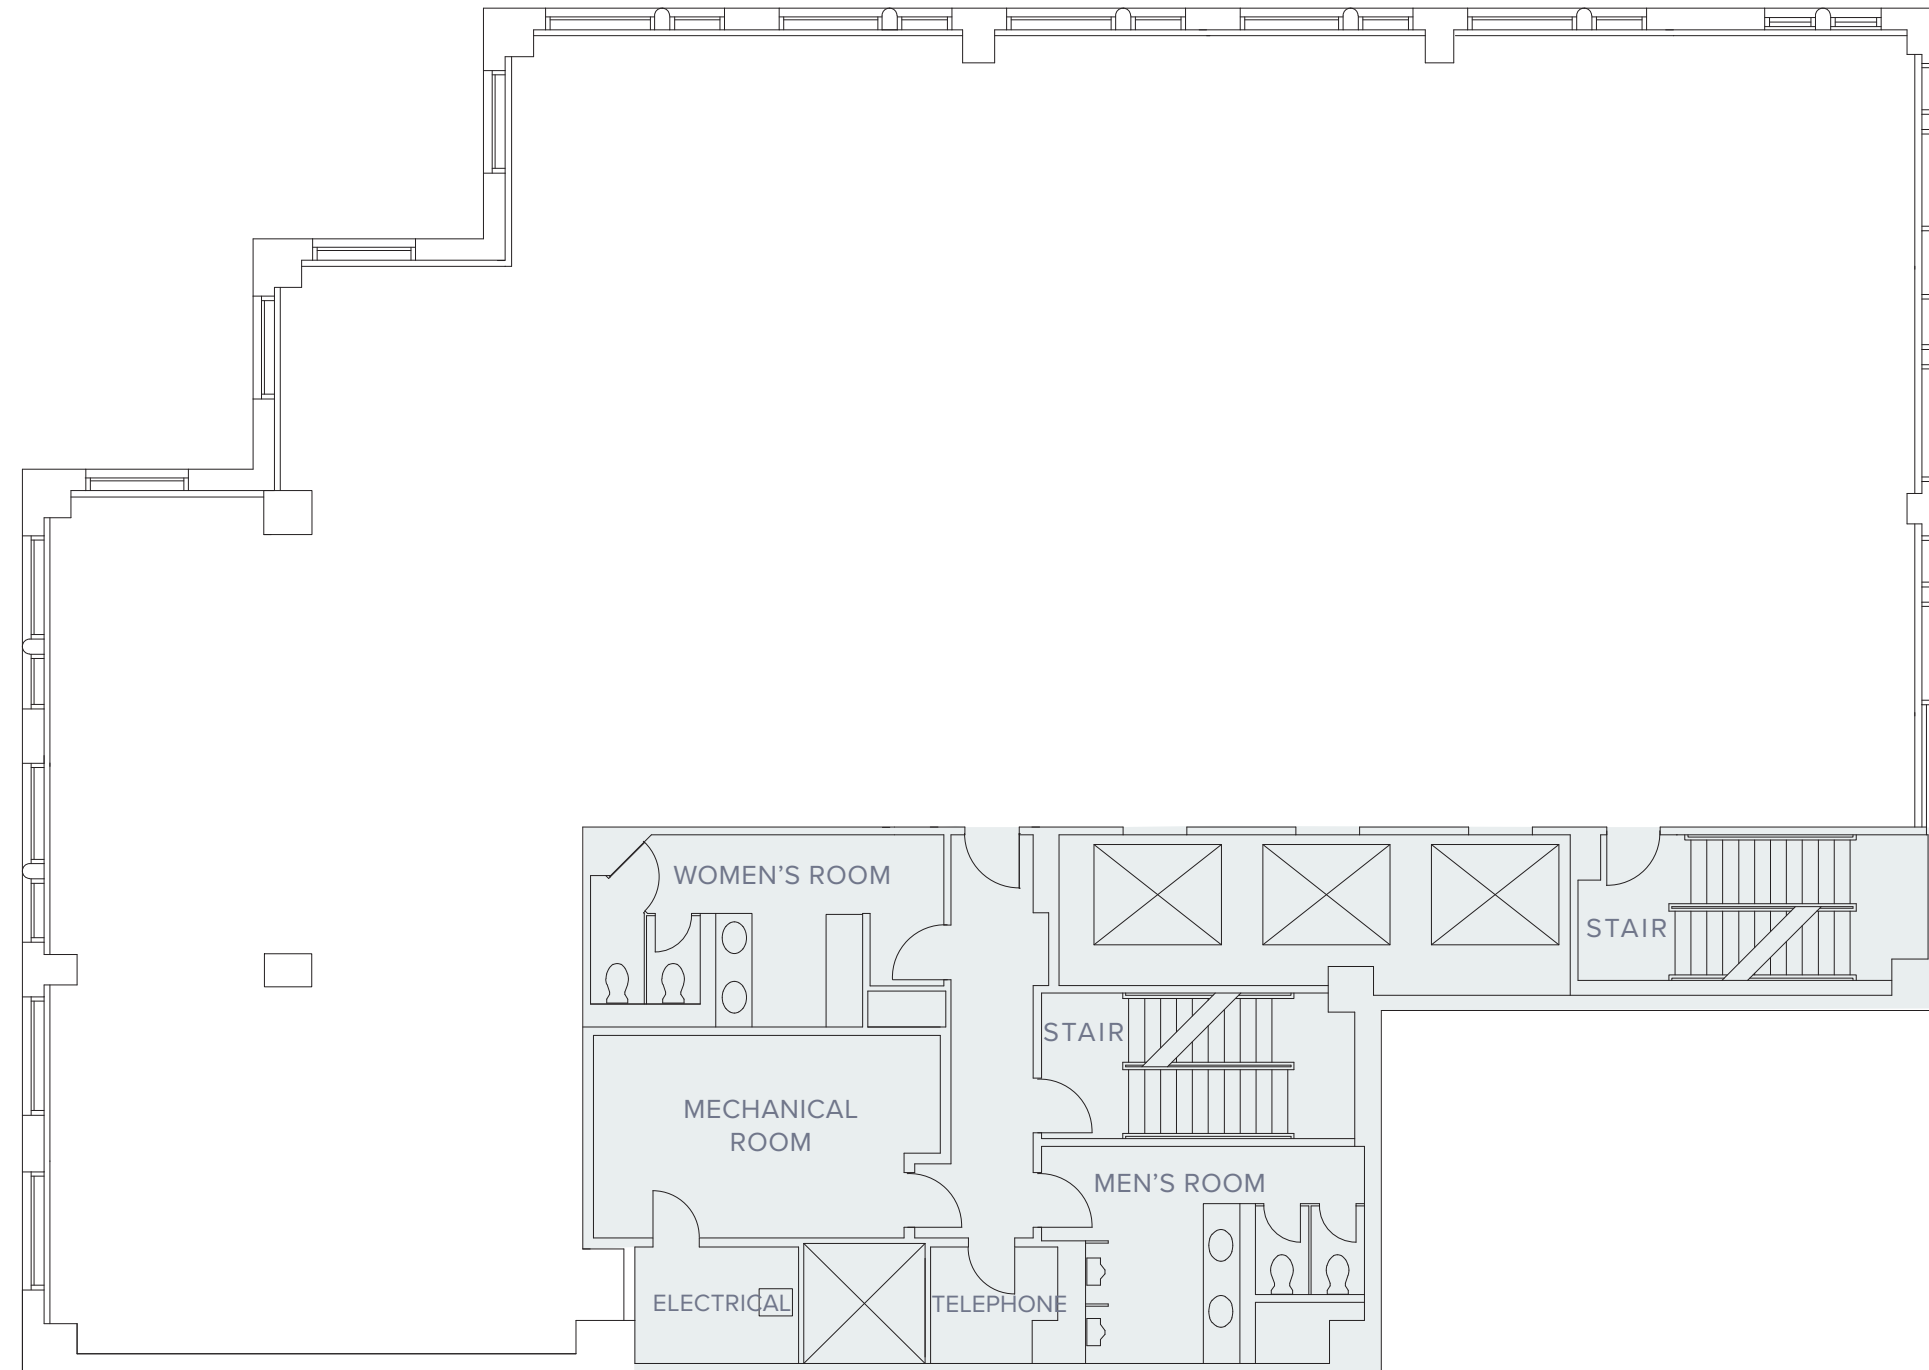 WOMEN’S ROOM
STAIR
STAIR
MECHANICAL
ROOM
MEN’S ROOM
ELECTRICAL
TELEPHONE